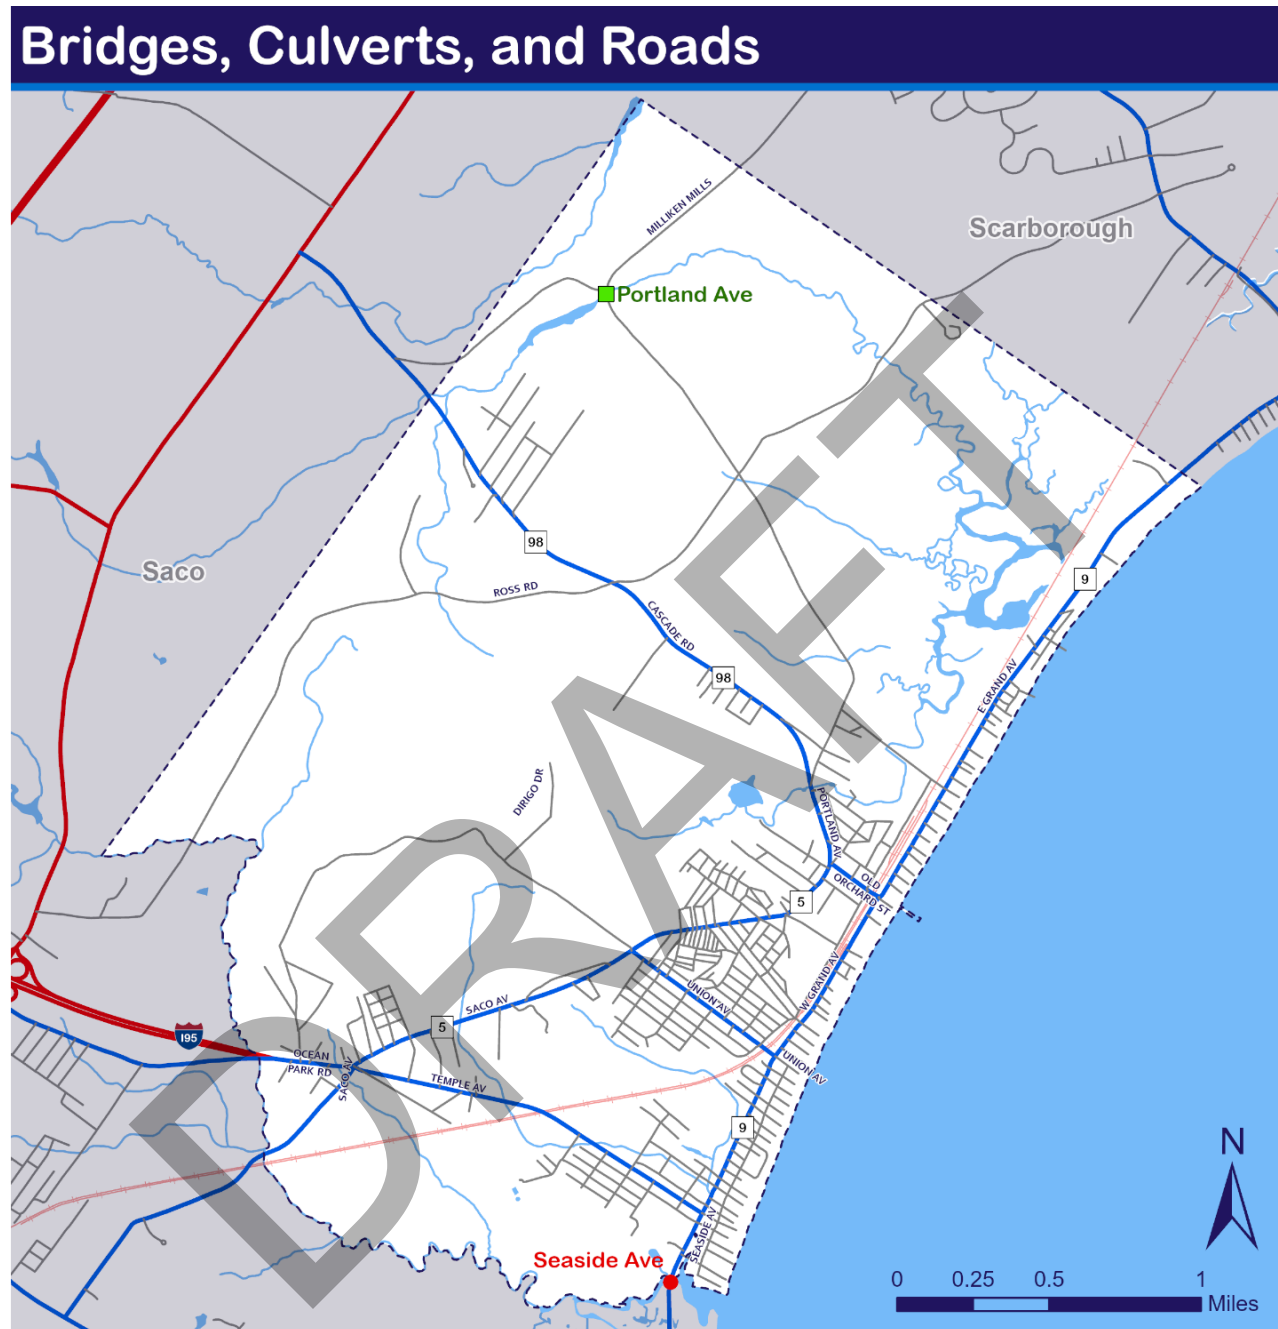 Bridges, Culverts, and Roads
MILLIKEN MILLS
Scarborough
Portland Ave
98
Saco
9
ROSS RD
CASCADE RD
98
E GRAND AV
DIRIGO DR
PORTLAND AV
OLD
ORCHARD ST
5
W GRAND AV
UNION AV
SACO AV
5
I95
OCEAN
PARK RD
SACO AV
TEMPLE AV
UNION AV
9
N
SEASIDE AV
Seaside Ave
0 0.25 0.5 1
Miles
DRAFT